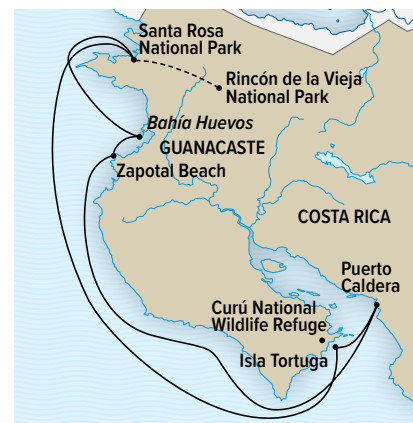 Santa Rosa
National Park
Rincón de la Vieja
National Park
Bahía Huevos
GUANACASTE
Zapotal Beach
COSTA RICA
Puerto
Caldera
Curú National
Wildlife Refuge
Isla Tortuga